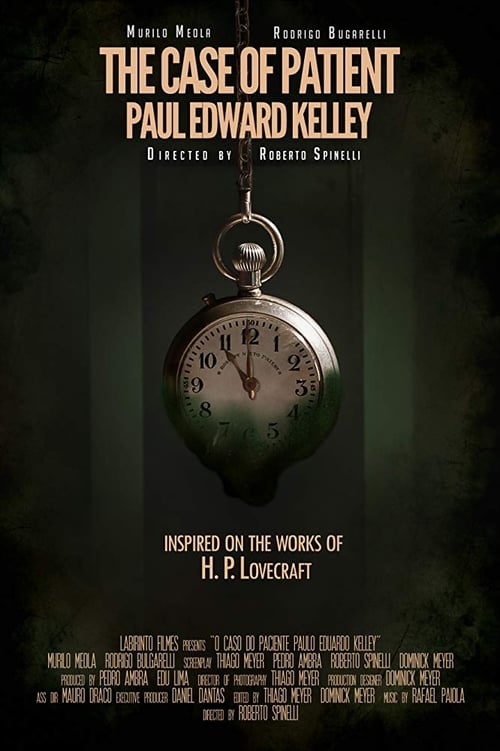 MURILO MEOLA RODRIGO BUGARELLI
THE CASE OF PATIENT
PAUL EDWARD KELLEY
DIRECTED BY ROBERTO SPINELLI
11 12 1
10 2
9 3
8 4
7 6 5
INSPIRED ON THE WORKS OF
H. P. LOVECRAFT
LABIRINTO FILMES PRESENTS "O CASO DO PACIENTE PAULO EDUARDO KELLEY"
MURILO MEOLA RODRIGO BULGARELLI SCREENPLAY THIAGO MEYER PEDRO AMBRA ROBERTO SPINELLI DOMINICK MEYER
PRODUCED BY PEDRO AMBRA EDU LIMA DIRECTOR OF PHOTOGRAPHY THIAGO MEYER PRODUCTION DESIGNER DOMINICK MEYER
ASS DIR MAURO DRACO EXECUTIVE PRODUCER DANIEL DANTAS EDITED BY THIAGO MEYER DOMINICK MEYER MUSIC BY RAFAEL PAIOLA
DIRECTED BY ROBERTO SPINELLI